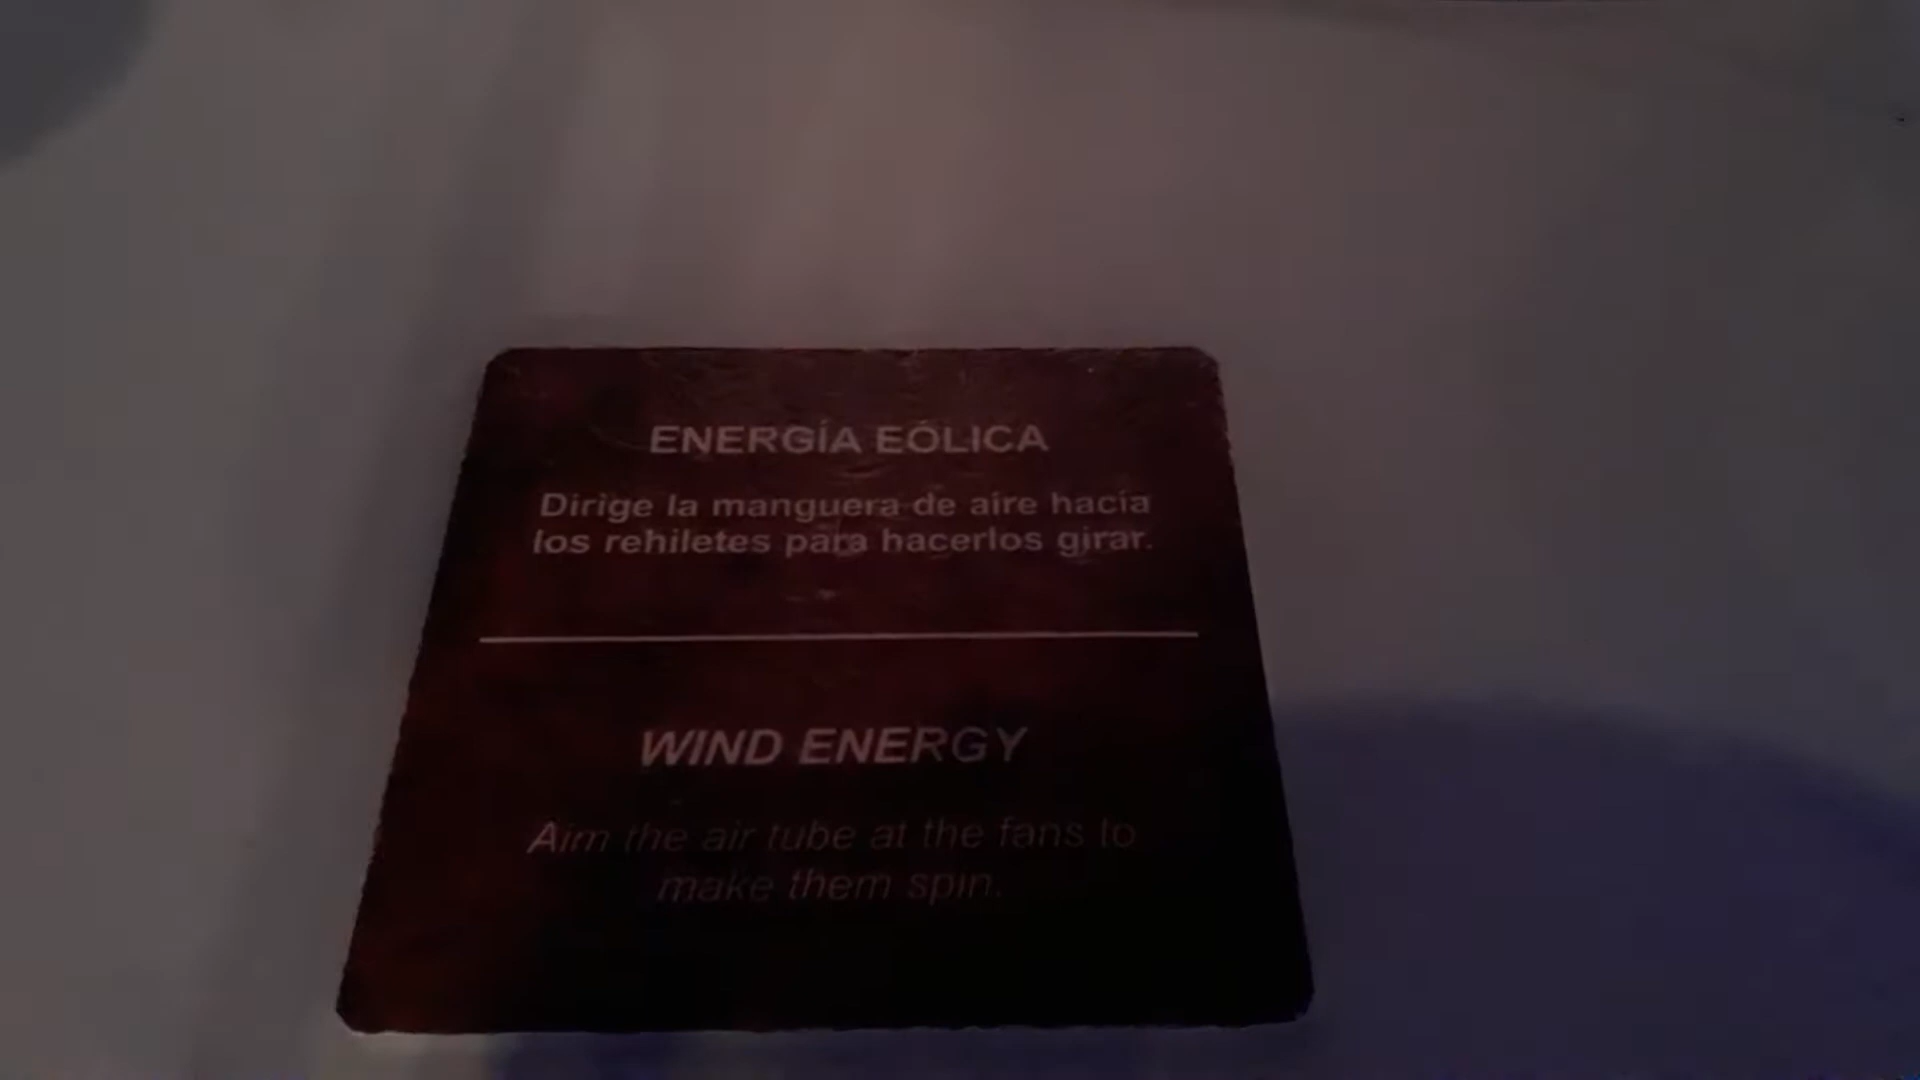 ENERGÍA EÓLICA
Dirige la manguera de aire hacia
los rehiletes para hacerlos girar.
WIND ENERGY
Aim the air tube at the fans to
make them spin.